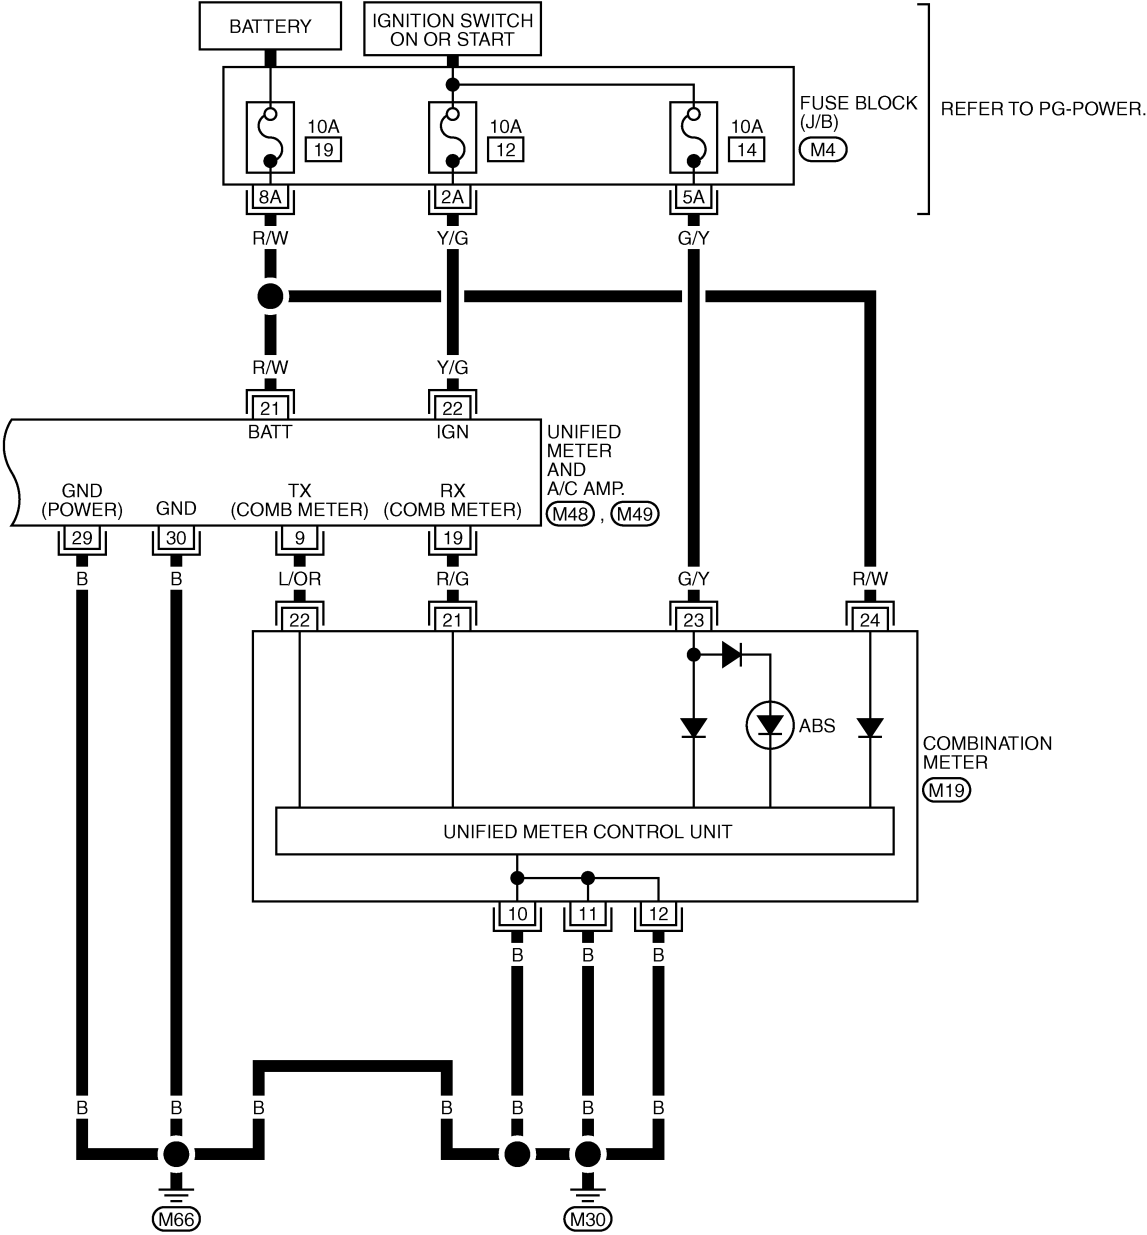 BATTERY
IGNITION SWITCH
ON OR START
10A
19
10A
12
10A
14
FUSE BLOCK
(J/B)
M4
REFER TO PG-POWER.
8A
2A
5A
R/W
Y/G
G/Y
R/W
Y/G
21
22
BATT
IGN
UNIFIED
METER
AND
A/C AMP.
M48 , M49
GND
(POWER)
GND
TX
(COMB METER)
RX
(COMB METER)
29
30
9
19
B
B
L/OR
R/G
G/Y
R/W
22
21
23
24
ABS
COMBINATION
METER
M19
UNIFIED METER CONTROL UNIT
10
11
12
B
B
B
B
B
B
B
B
B
B
M66
M30